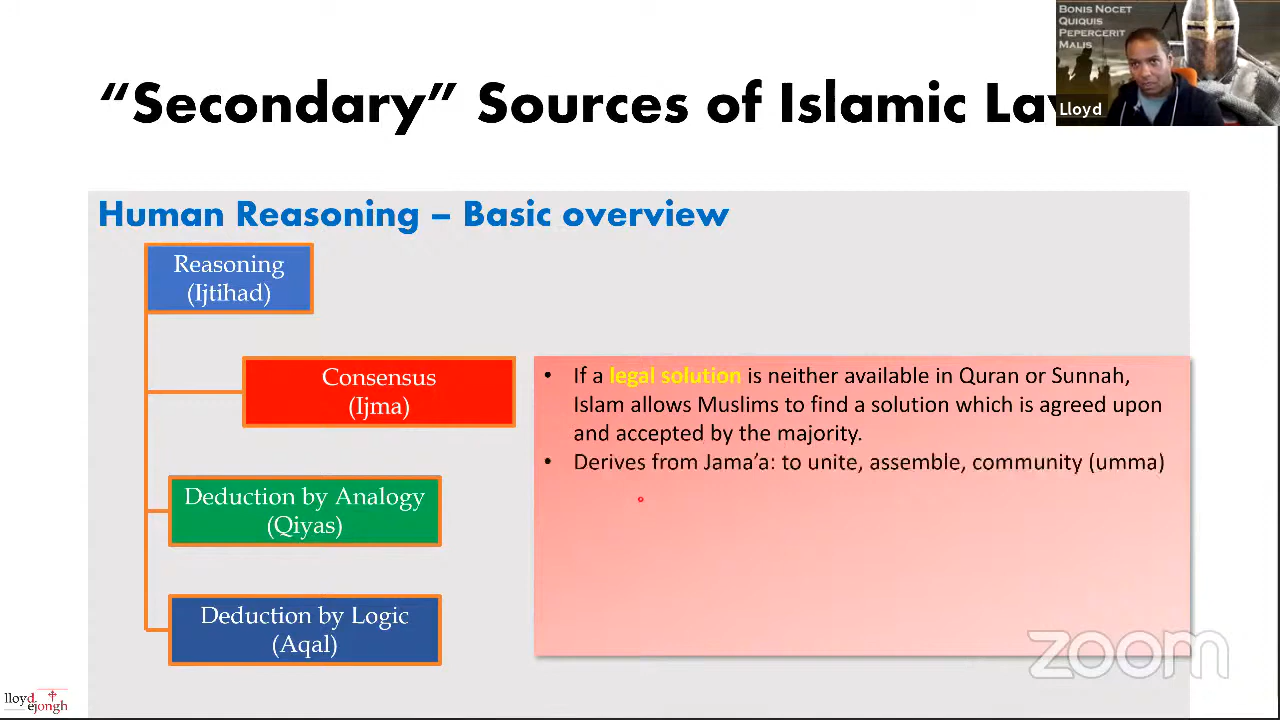 BONIS NOCET
QUIQUIS
PEPERCERIT
MALIS
Lloyd
“Secondary” Sources of Islamic La
Human Reasoning – Basic overview
Reasoning
(Ijtihad)
Consensus
(Ijma)
• If a legal solution is neither available in Quran or Sunnah,
Islam allows Muslims to find a solution which is agreed upon
and accepted by the majority.
• Derives from Jama’a: to unite, assemble, community (umma)
Deduction by Analogy
(Qiyas)
Deduction by Logic
(Aqal)
zoom
lloyd
ejongh